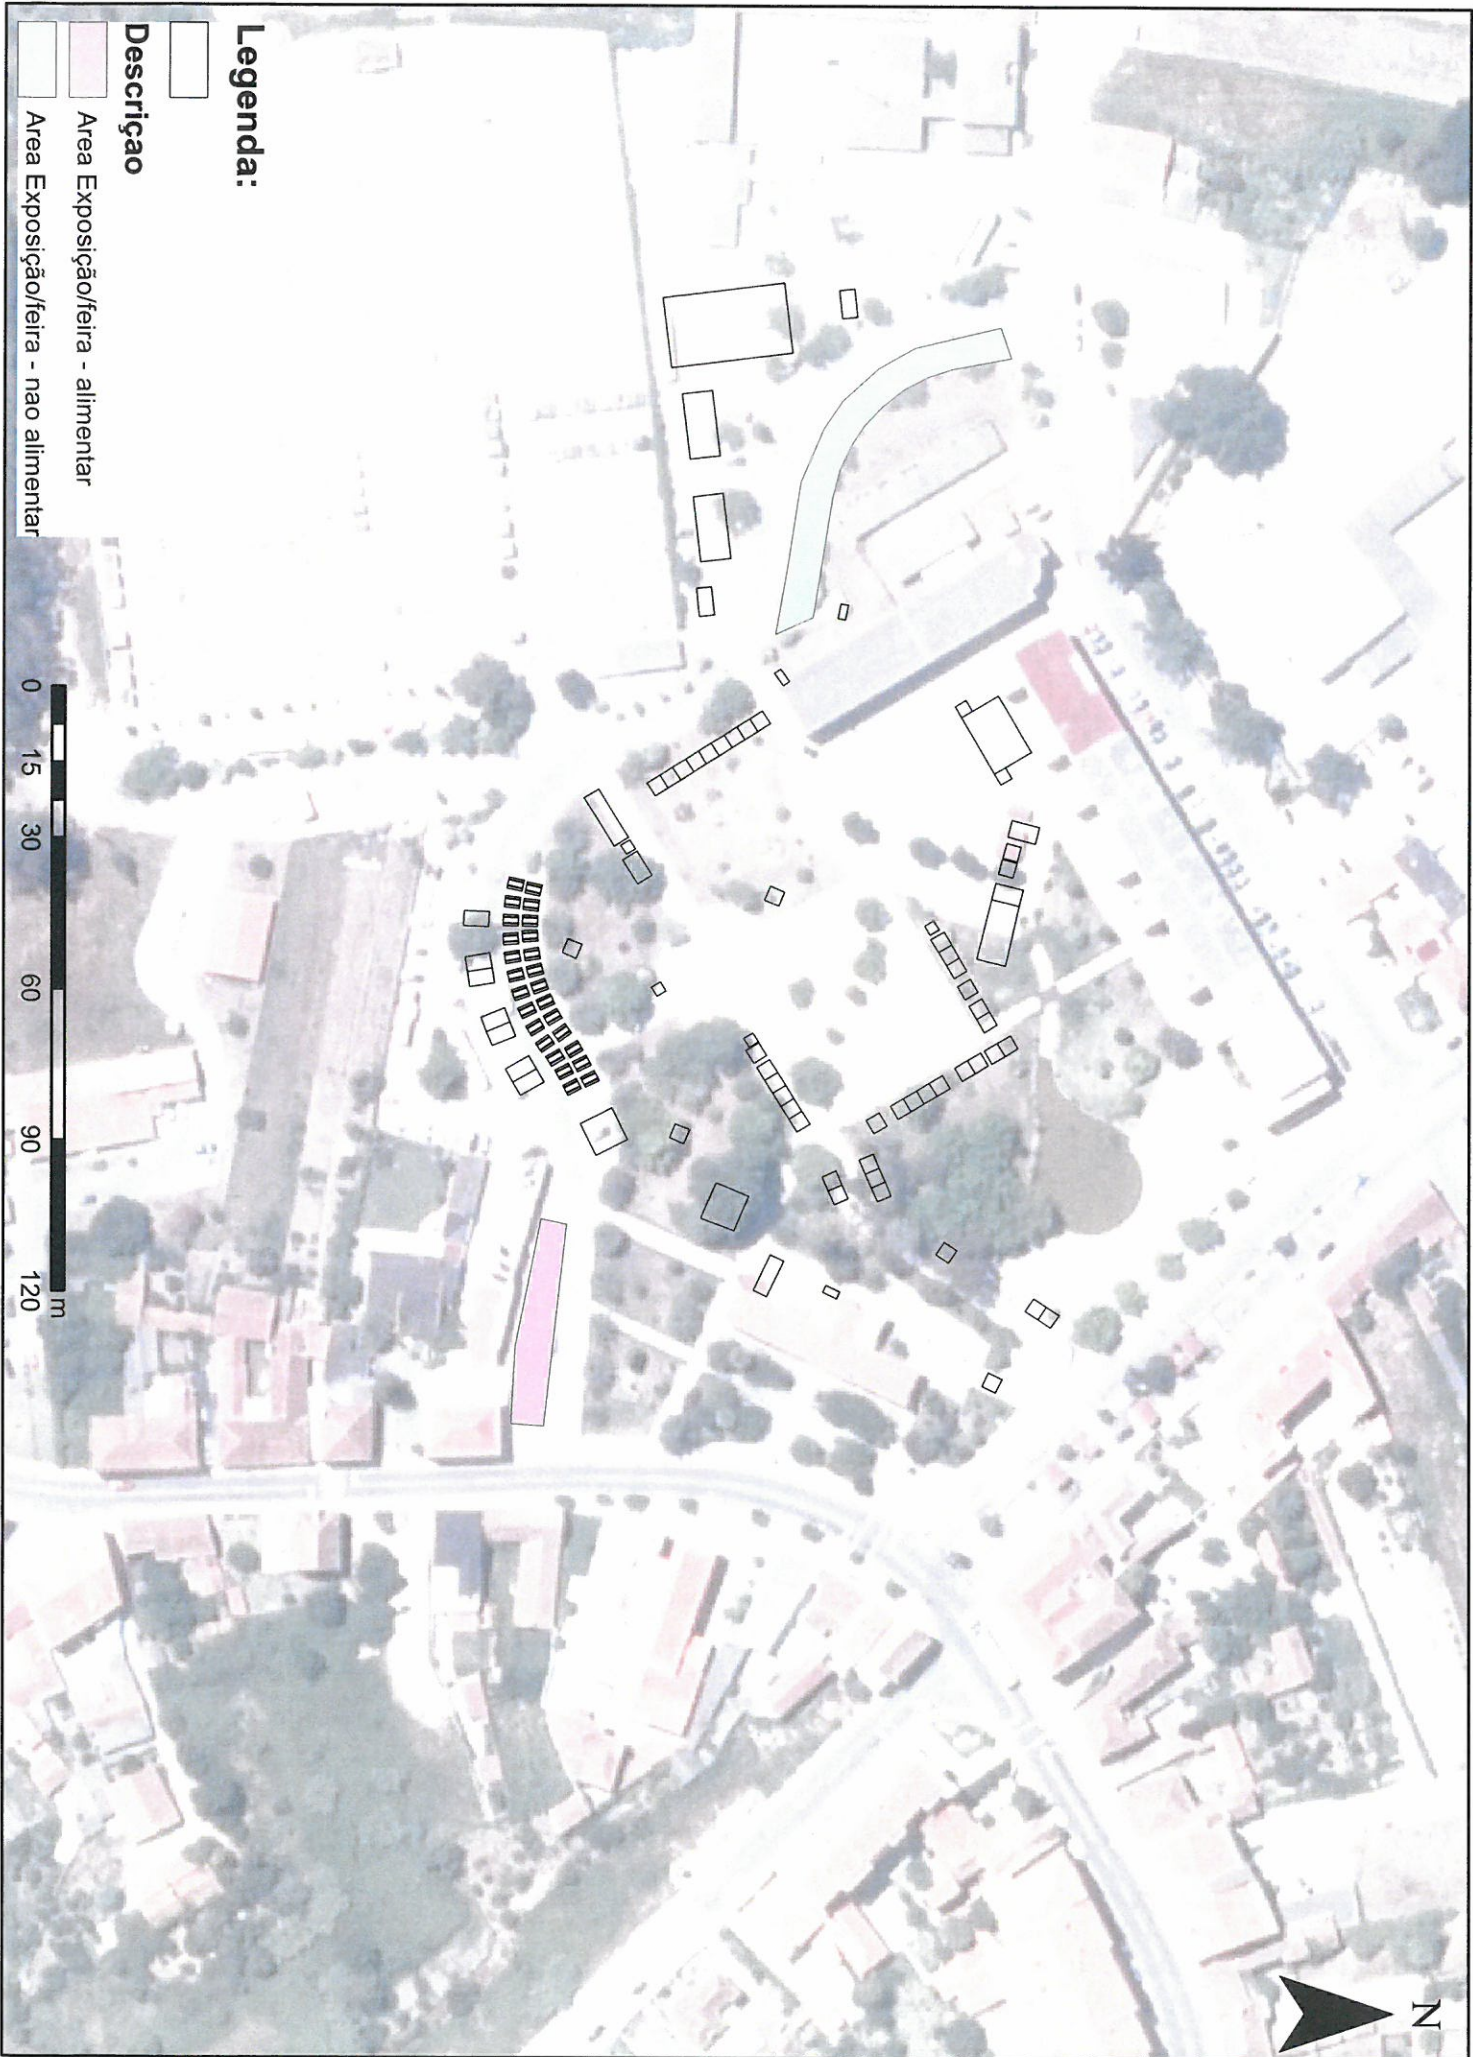 N
Legenda:
Descriçao
Area Exposição/feira - alimentar
Area Exposição/feira - nao alimentar
0 15 30 60 90 120 m